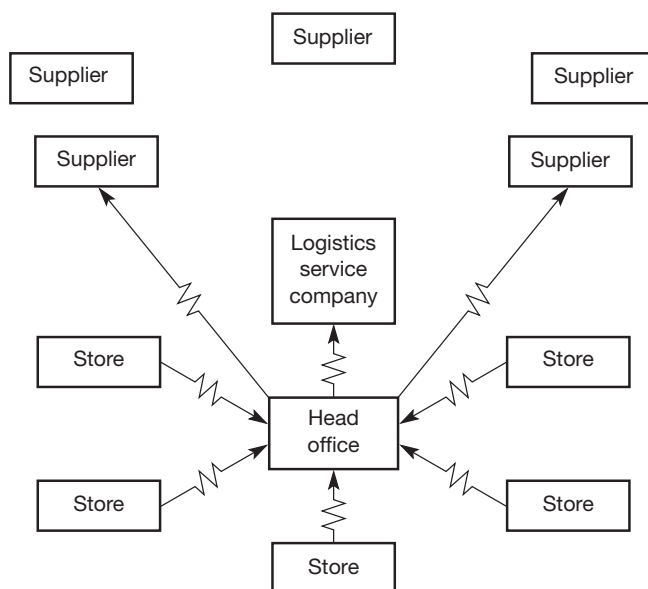 Supplier
Supplier
Supplier
Supplier
Supplier
Logistics
service
company
Store
Store
Head
office
Store
Store
Store